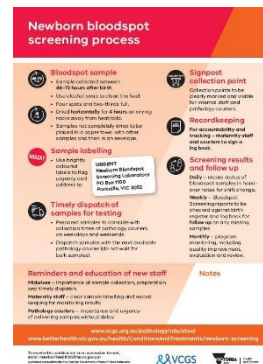 Newborn bloodspot
screening process
Bloodspot sample
• Sample collected between
48–72 hours after birth.
• Use alcohol swab to clean the heel.
• Four spots and two-three full.
• Dried horizontally for 4 hours on drying
racks away from heat/sun.
• Samples not completely dried to be
placed in a paper towel with other
samples and then in an envelope.
Sample labelling
• Use brightly
coloured
labels to flag
urgency and
address to:
URGENT
Newborn Bloodspot
Screening Laboratory
PO Box 1100
Parkville, VIC 3052
Timely dispatch of
samples for testing
• Prepare samples to coincide with
collection times of pathology couriers
on weekdays and weekends.
• Dispatch samples with the next available
pathology courier (do not wait for
bulk samples).
Signpost
collection point
Collection points to be
clearly marked and visible
for internal staff and
pathology couriers.
Recordkeeping
For accountability and
tracking – maternity staff
and couriers to sign a
log book.
Screening results
and follow up
Daily – record status of
bloodspot samples in hand-
over notes for shift change.
Weekly – Bloodspot
Screening reports to be
checked against birth
register and log book for
follow up on any missing
samples.
Monthly – program
monitoring, including
quality improvement,
evaluation and review.
Reminders and education of new staff
Midwives – importance of sample collection, preparation
and timely dispatch.
Maternity staff – clear sample labelling and record
keeping for monitoring results.
Pathology couriers – importance and urgency
of delivering samples without delay.
Notes
www.vcgs.org.au/pathology/nbs/stool
www.betterhealth.vic.gov.au/health/ConditionsAndTreatments/newborn-screening
VCGS
VICTORIA